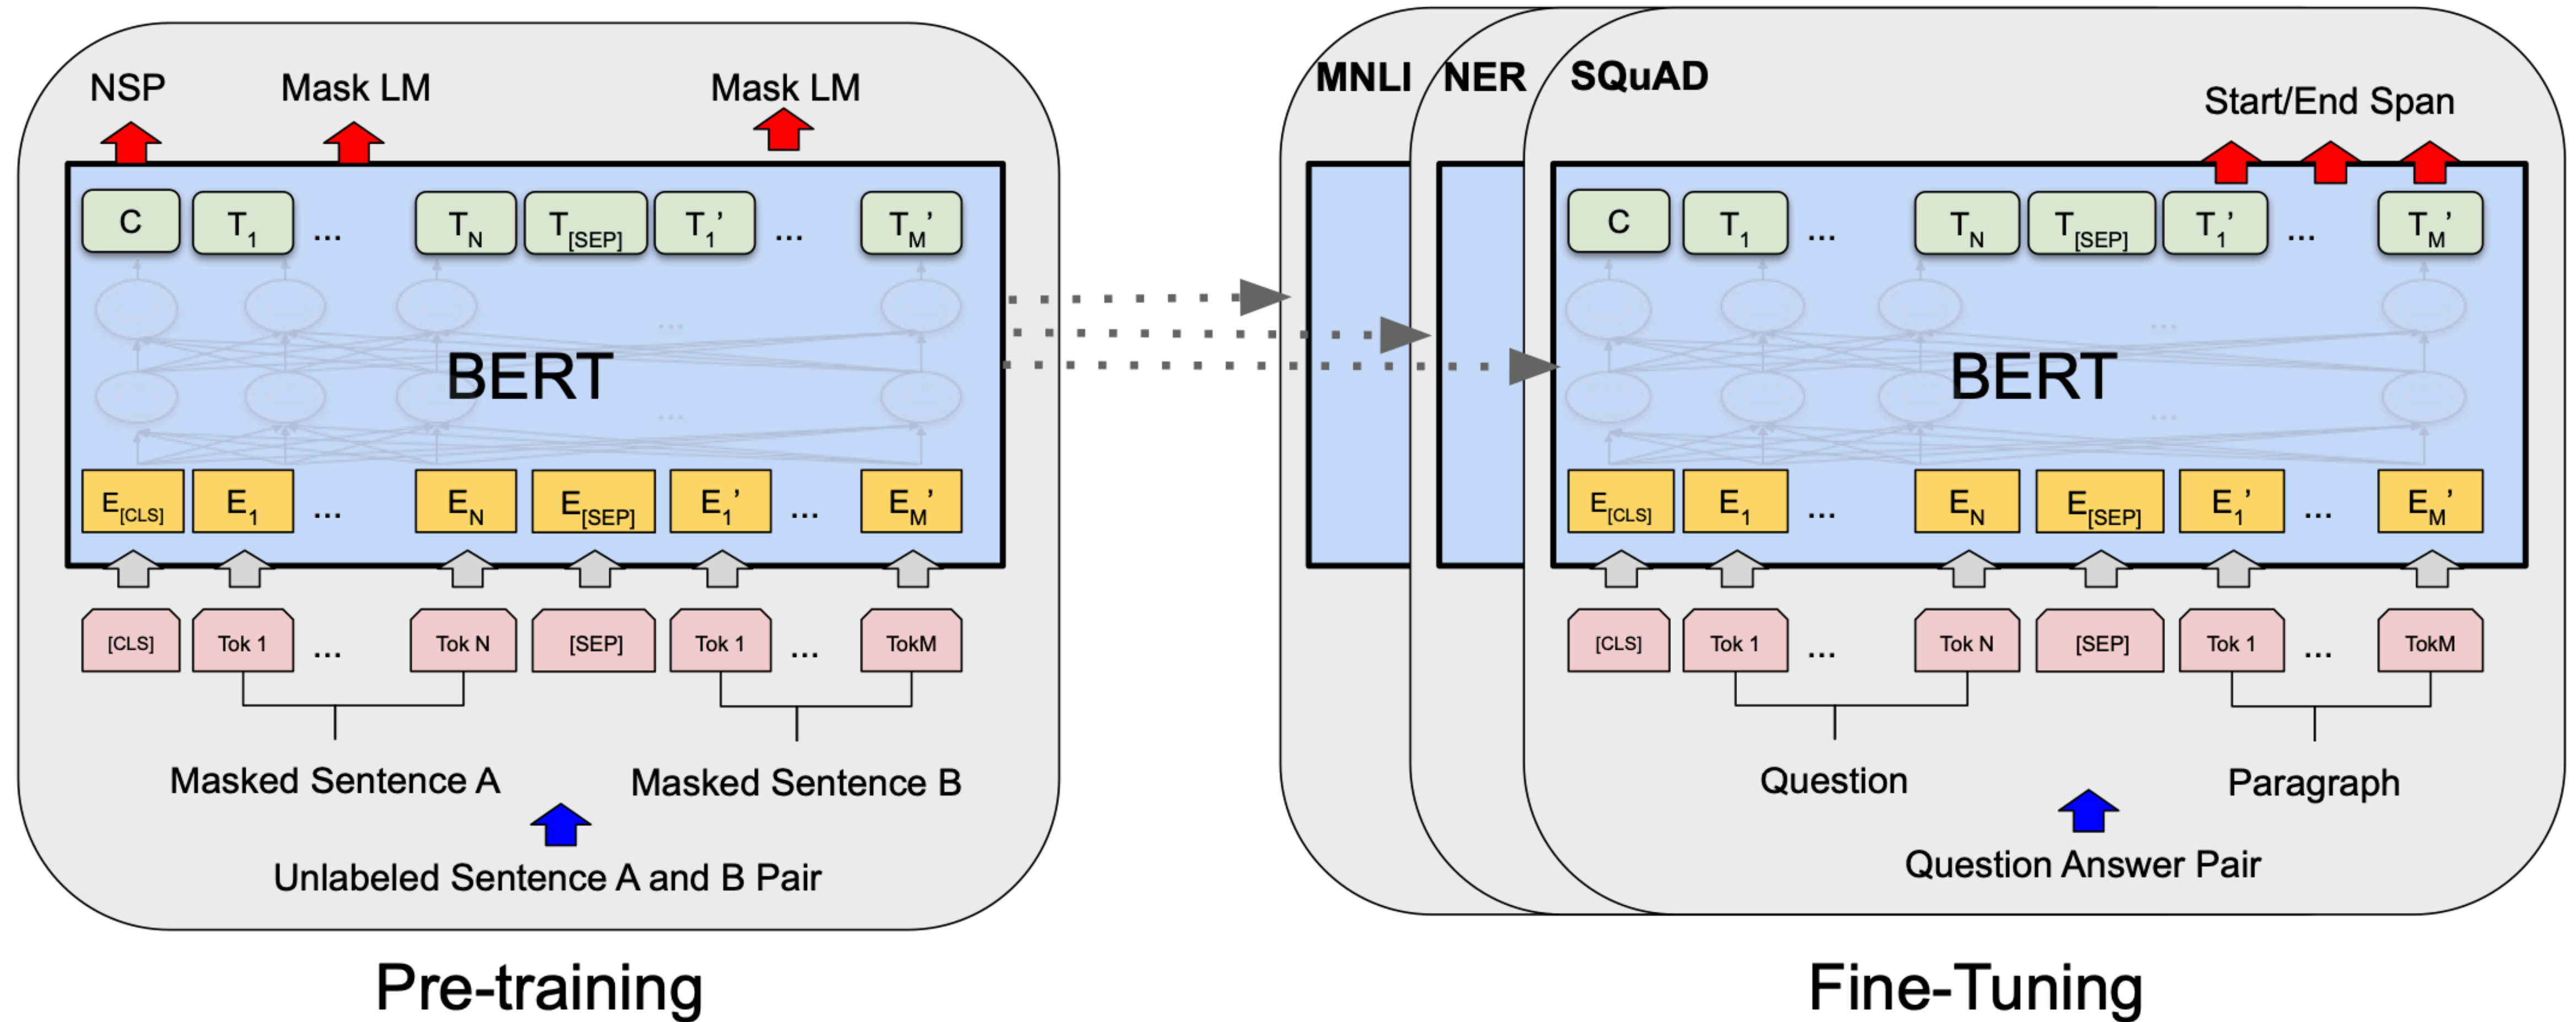 NSP Mask LM Mask LM
C T1 ... TN T[SEP] T1’ ... TM’
...
BERT
...
E[CLS] E1 ... EN E[SEP] E1’ ... EM’
[CLS] Tok 1 ... Tok N [SEP] Tok 1 ... TokM
Masked Sentence A Masked Sentence B
Unlabeled Sentence A and B Pair
Pre-training
MNLI NER SQuAD
Start/End Span
C T1 ... TN T[SEP] T1’ ... TM’
...
BERT
...
E[CLS] E1 ... EN E[SEP] E1’ ... EM’
[CLS] Tok 1 ... Tok N [SEP] Tok 1 ... TokM
Question Paragraph
Question Answer Pair
Fine-Tuning